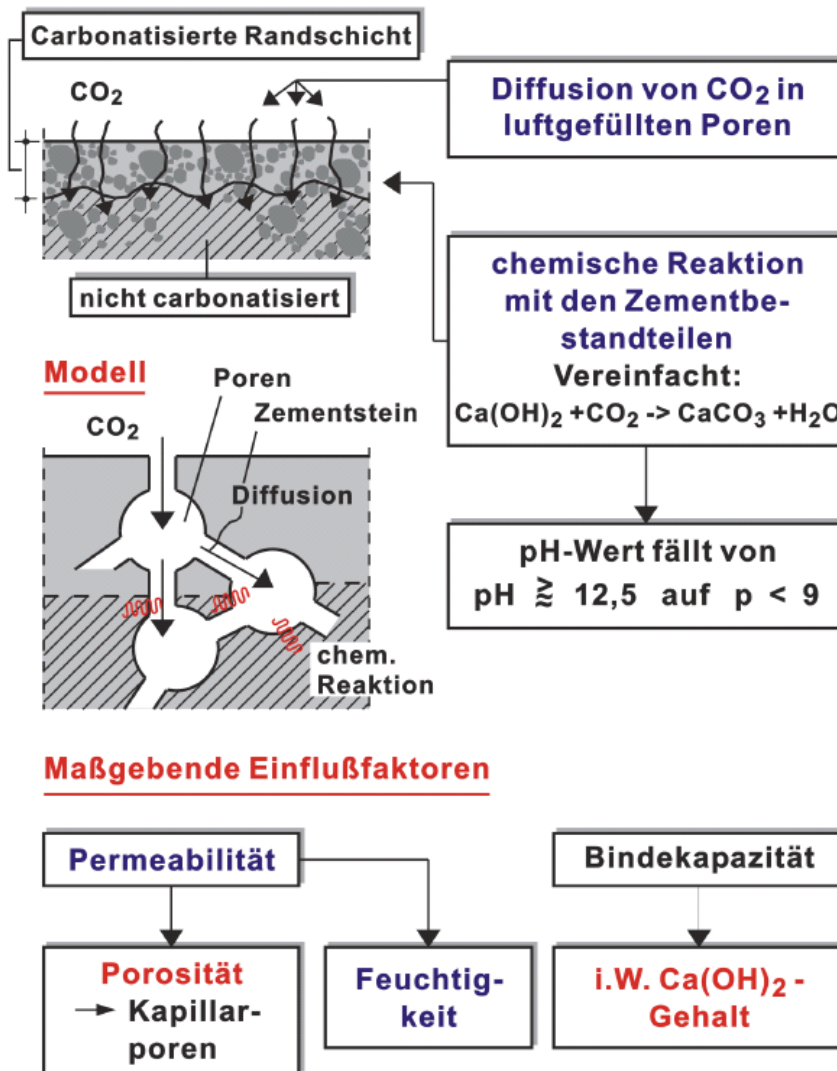 Carbonatisierte Randschicht
CO₂
Diffusion von CO₂ in
luftgefüllten Poren
nicht carbonatisiert
chemische Reaktion
mit den Zementbe-
standteilen
Vereinfacht:
Ca(OH)₂ +CO₂ -> CaCO₃ +H₂O
pH-Wert fällt von
pH ⪎ 12,5 auf p < 9
Modell
Poren
Zementstein
CO₂
Diffusion
chem.
Reaktion
Maßgebende Einflußfaktoren
Permeabilität
Bindekapazität
Porosität
→ Kapillar-
poren
Feuchtig-
keit
i.W. Ca(OH)₂ -
Gehalt